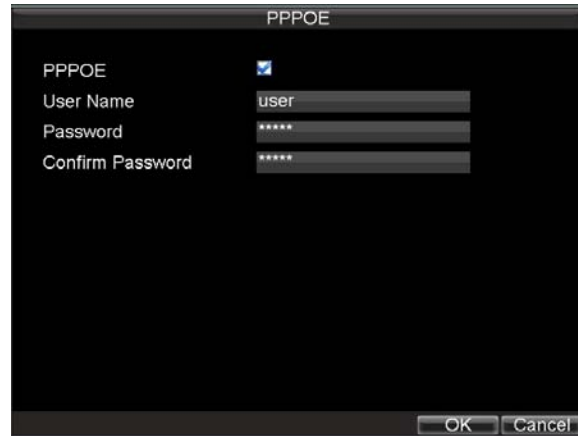 PPPOE
PPPOE
User Name user
Password *****
Confirm Password *****
OK Cancel